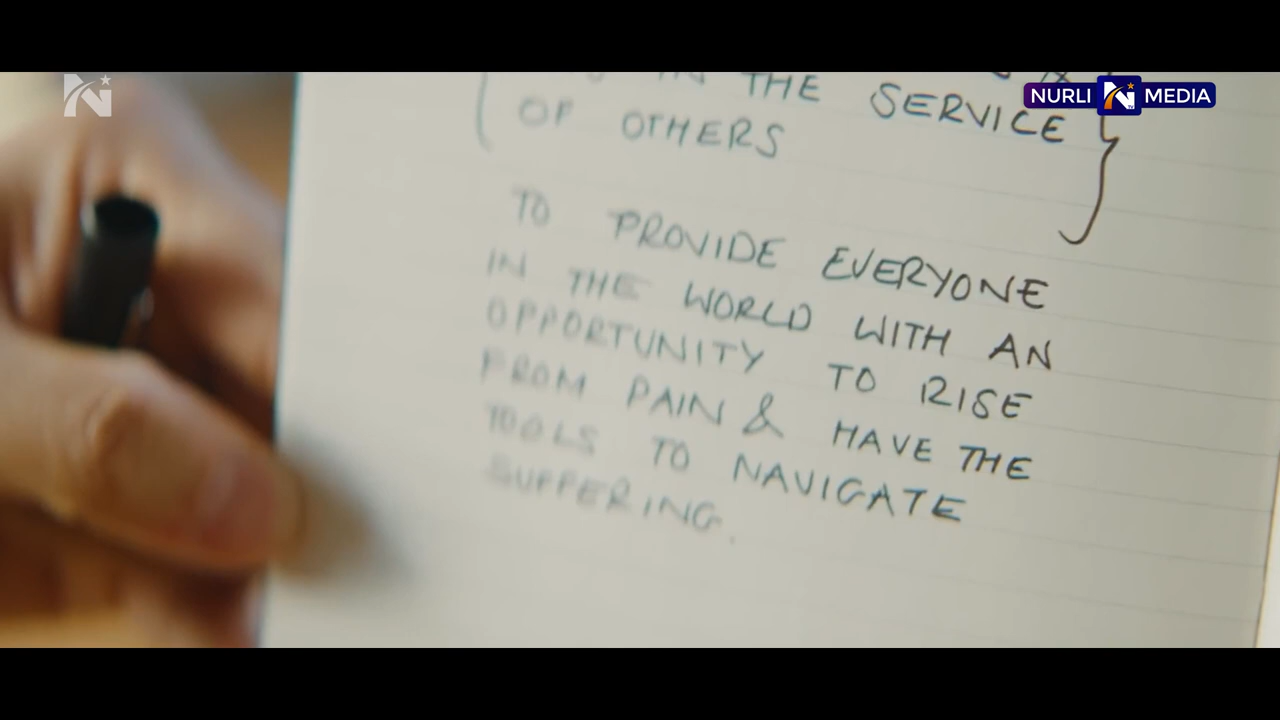 NURLI N MEDIA
IN THE SERVICE
OF OTHERS
TO PROVIDE EVERYONE
IN THE WORLD WITH AN
OPPORTUNITY TO RISE
FROM PAIN & HAVE THE
TOOLS TO NAVIGATE
SUFFERING.